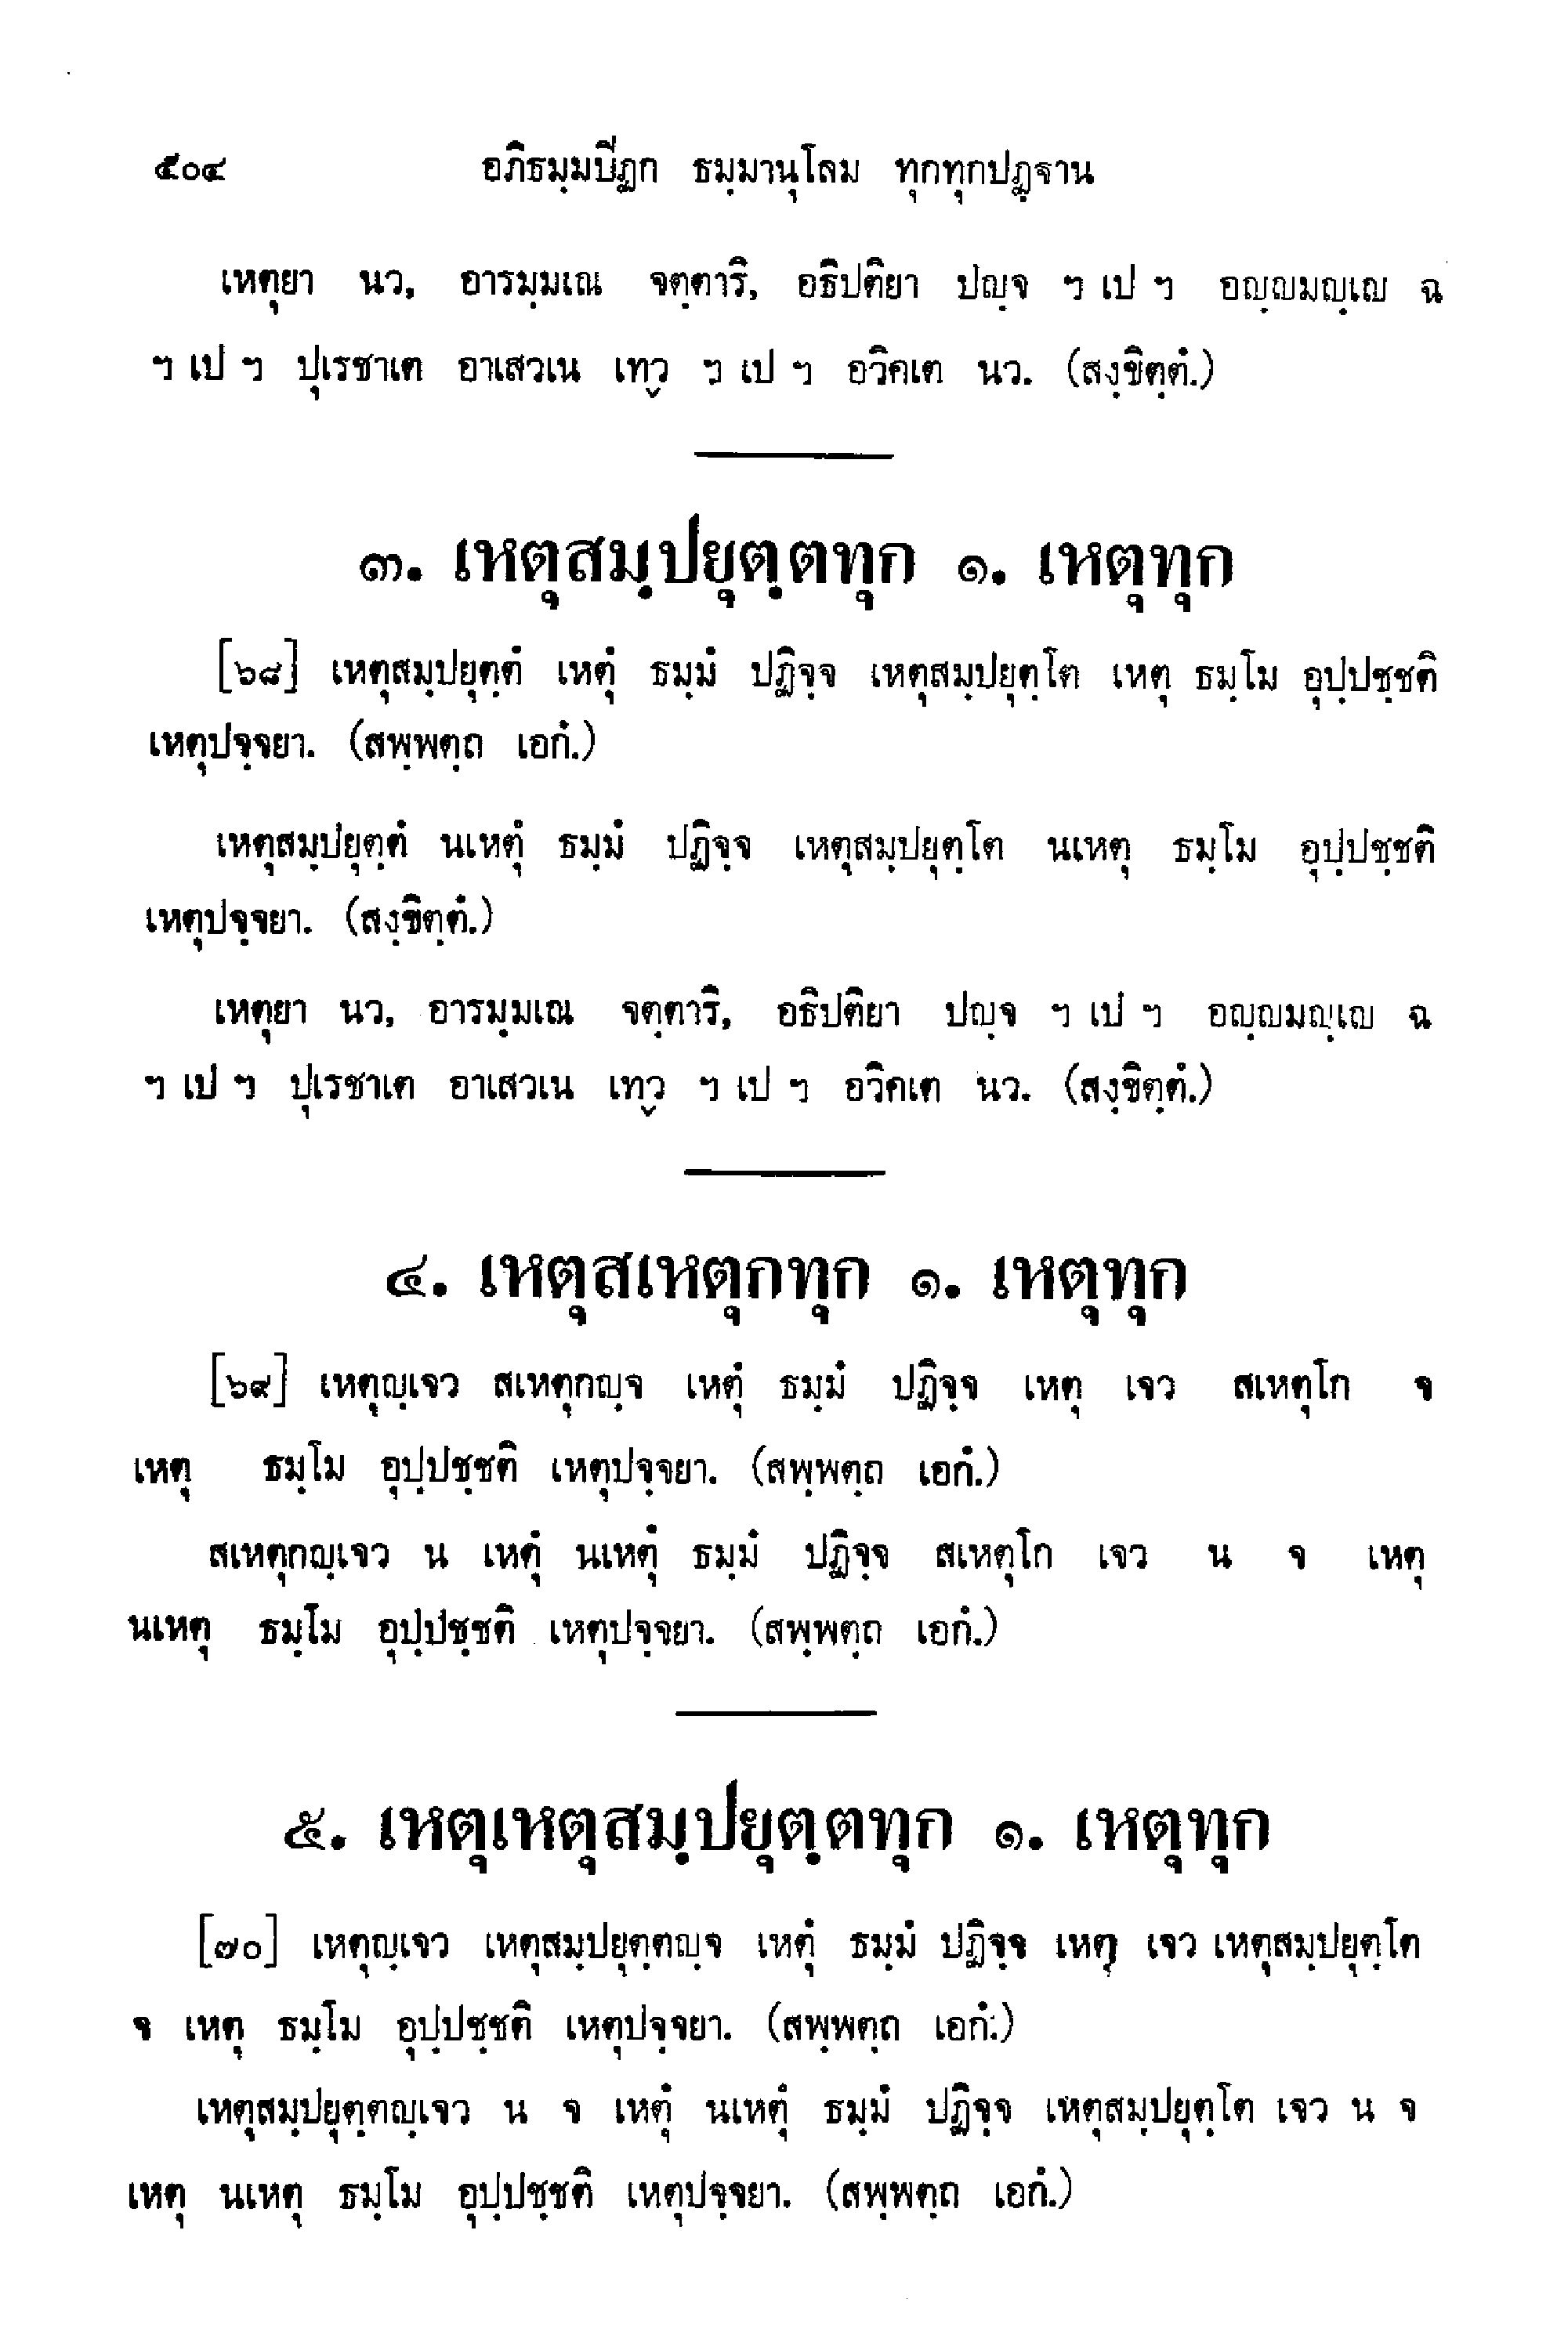 ๕๐๔ อภิธมฺมปิฏก ธมฺมานุโลม ทุกทุกปฏฺฐาน
เหตุยา นว, อารมฺมเณ จตฺตาริ, อธิปติยา ปญฺจ ฯ เป ฯ อญฺญมญฺเญ ฉ
ฯ เป ฯ ปุเรชาเต อาเสวเน เทฺว ฯ เป ฯ อวิคเต นว. (สงฺขิตฺตํ.)
๓. เหตุสมฺปยุตฺตทุก ๑. เหตุทุก
[๖๘] เหตุสมฺปยุตฺตํ เหตุํ ธมฺมํ ปฏิจฺจ เหตุสมฺปยุตฺโต เหตุ ธมฺโม อุปฺปชฺชติ
เหตุปจฺจยา. (สพฺพตฺถ เอกํ.)
เหตุสมฺปยุตฺตํ นเหตุํ ธมฺมํ ปฏิจฺจ เหตุสมฺปยุตฺโต นเหตุ ธมฺโม อุปฺปชฺชติ
เหตุปจฺจยา. (สงฺขิตฺตํ.)
เหตุยา นว, อารมฺมเณ จตฺตาริ, อธิปติยา ปญฺจ ฯ เป ฯ อญฺญมญฺเญ ฉ
ฯ เป ฯ ปุเรชาเต อาเสวเน เทฺว ฯ เป ฯ อวิคเต นว. (สงฺขิตฺตํ.)
๔. เหตุสเหตุกทุก ๑. เหตุทุก
[๖๙] เหตุญฺเจว สเหตุกญฺจ เหตุํ ธมฺมํ ปฏิจฺจ เหตุ เจว สเหตุโก จ
เหตุ ธมฺโม อุปฺปชฺชติ เหตุปจฺจยา. (สพฺพตฺถ เอกํ.)
สเหตุกญฺเจว น เหตุํ นเหตุํ ธมฺมํ ปฏิจฺจ สเหตุโก เจว น จ เหตุ
นเหตุ ธมฺโม อุปฺปชฺชติ เหตุปจฺจยา. (สพฺพตฺถ เอกํ.)
๕. เหตุเหตุสมฺปยุตฺตทุก ๑. เหตุทุก
[๗๐] เหตุญฺเจว เหตุสมฺปยุตฺตญฺจ เหตุํ ธมฺมํ ปฏิจฺจ เหตุ เจว เหตุสมฺปยุตฺโต
จ เหตุ ธมฺโม อุปฺปชฺชติ เหตุปจฺจยา. (สพฺพตฺถ เอกํ.)
เหตุสมฺปยุตฺตญฺเจว น จ เหตุํ นเหตุํ ธมฺมํ ปฏิจฺจ เหตุสมฺปยุตฺโต เจว น จ
เหตุ นเหตุ ธมฺโม อุปฺปชฺชติ เหตุปจฺจยา. (สพฺพตฺถ เอกํ.)